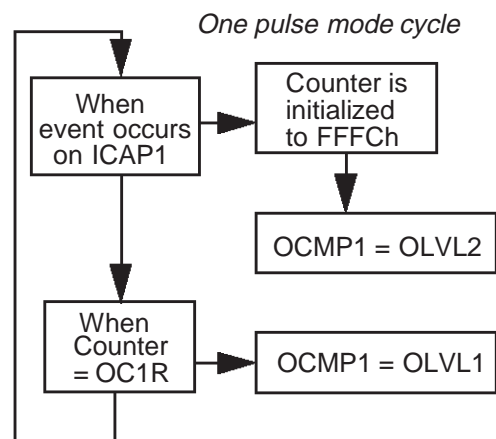 One pulse mode cycle
When
event occurs
on ICAP1
Counter is
initialized
to FFFCh
OCMP1 = OLVL2
When
Counter
= OC1R
OCMP1 = OLVL1